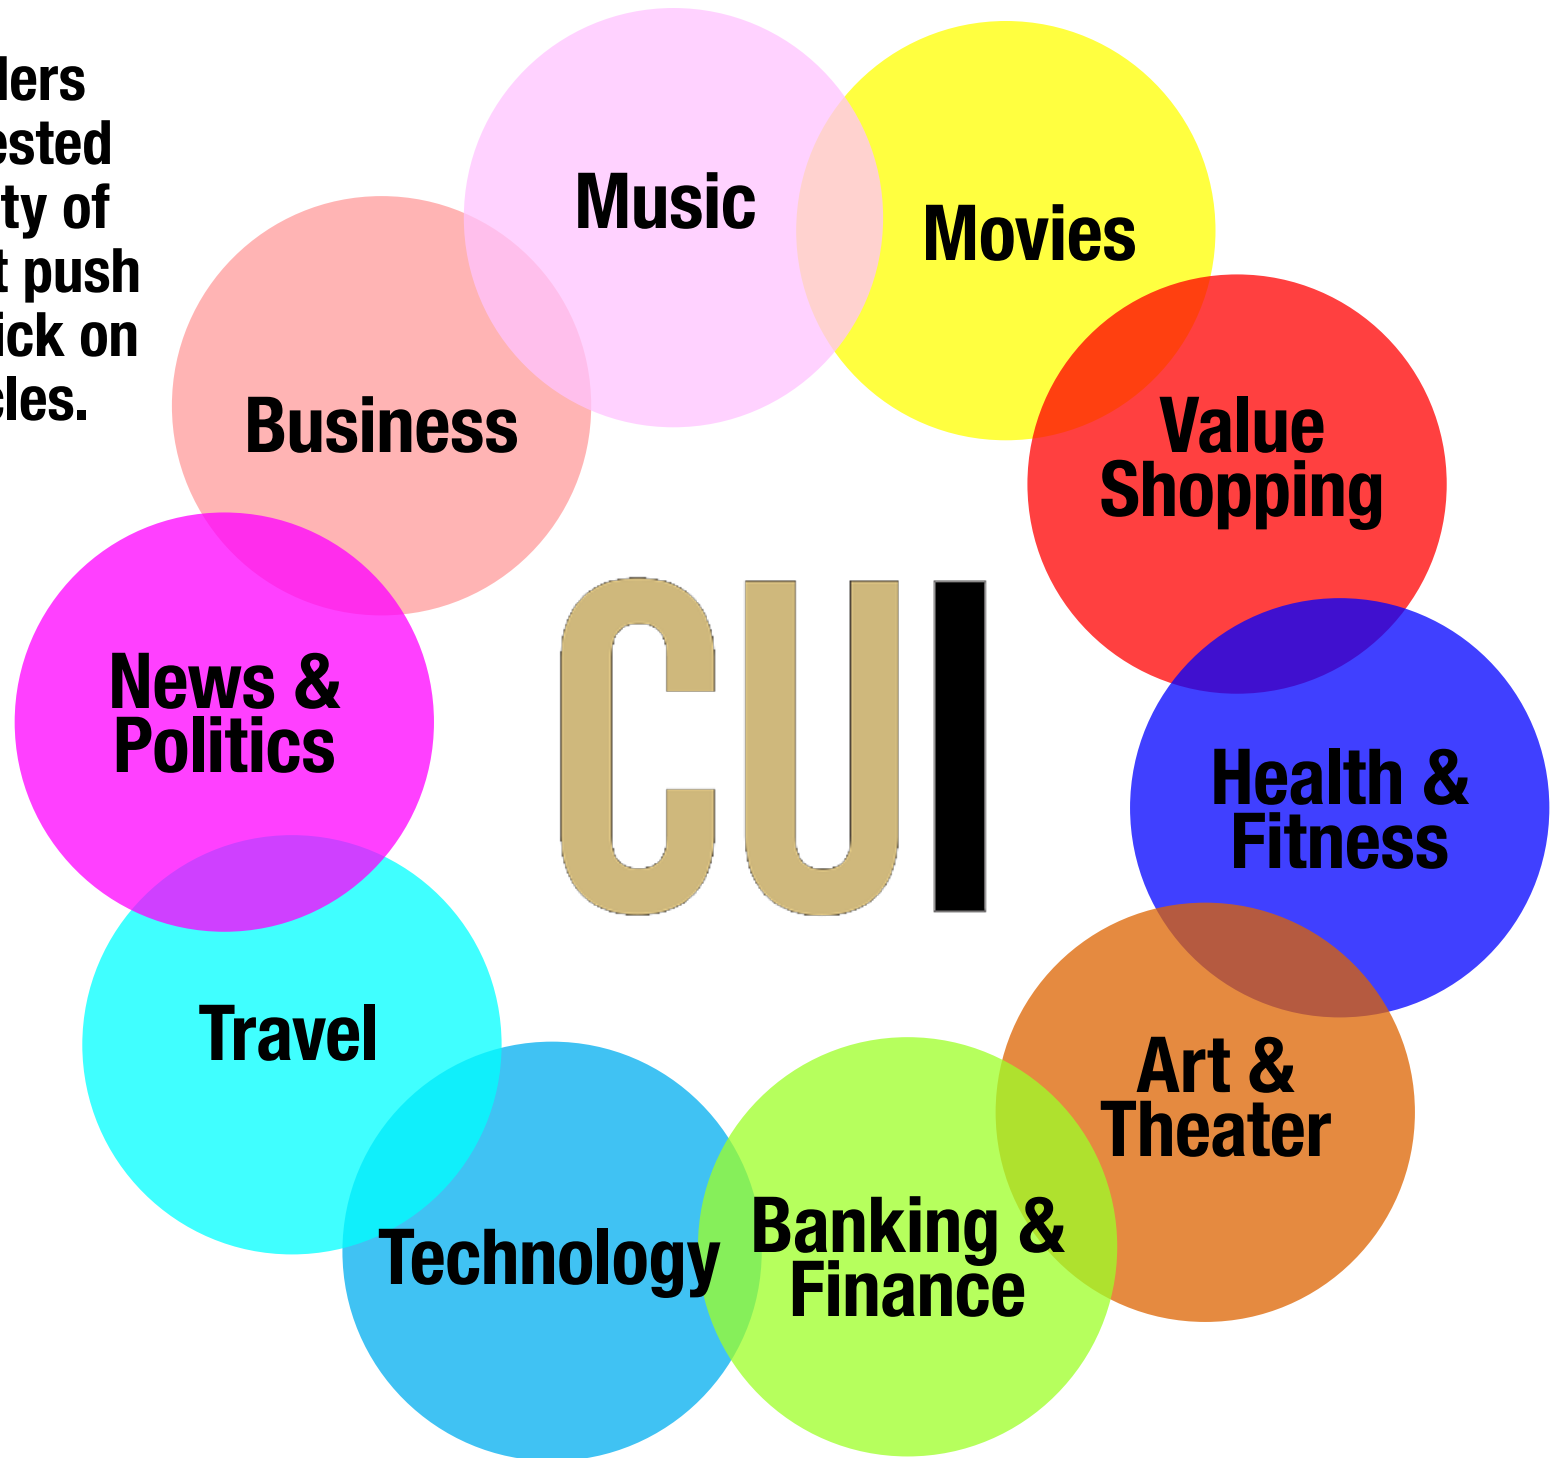 ders
ested
ty of
t push
ick on
cles.
Music
Movies
Business
Value
Shopping
News &
Politics
CUI
Health &
Fitness
Travel
Art &
Theater
Technology
Banking &
Finance